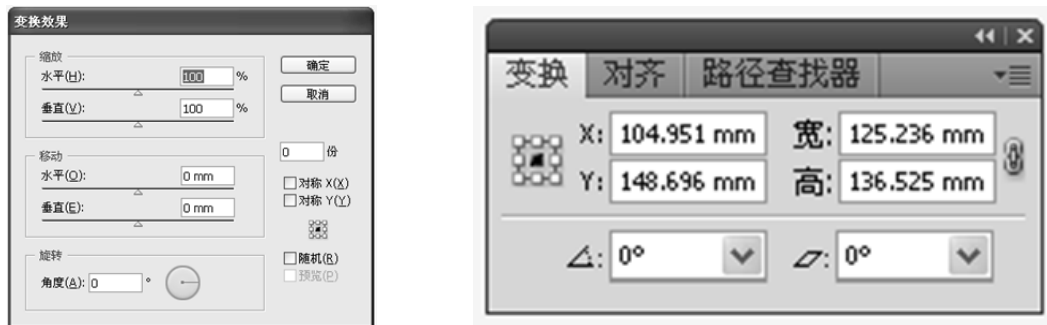 变换效果
缩放
水平(H): 100 %
垂直(V): 100 %
移动
水平(O): 0 mm
垂直(E): 0 mm
旋转
角度(A): 0 °
确定
取消
0 份
对称 X(X)
对称 Y(Y)
随机(R)
预览(P)
变换 对齐 路径查找器
X: 104.951 mm 宽: 125.236 mm
Y: 148.696 mm 高: 136.525 mm
0° 0°